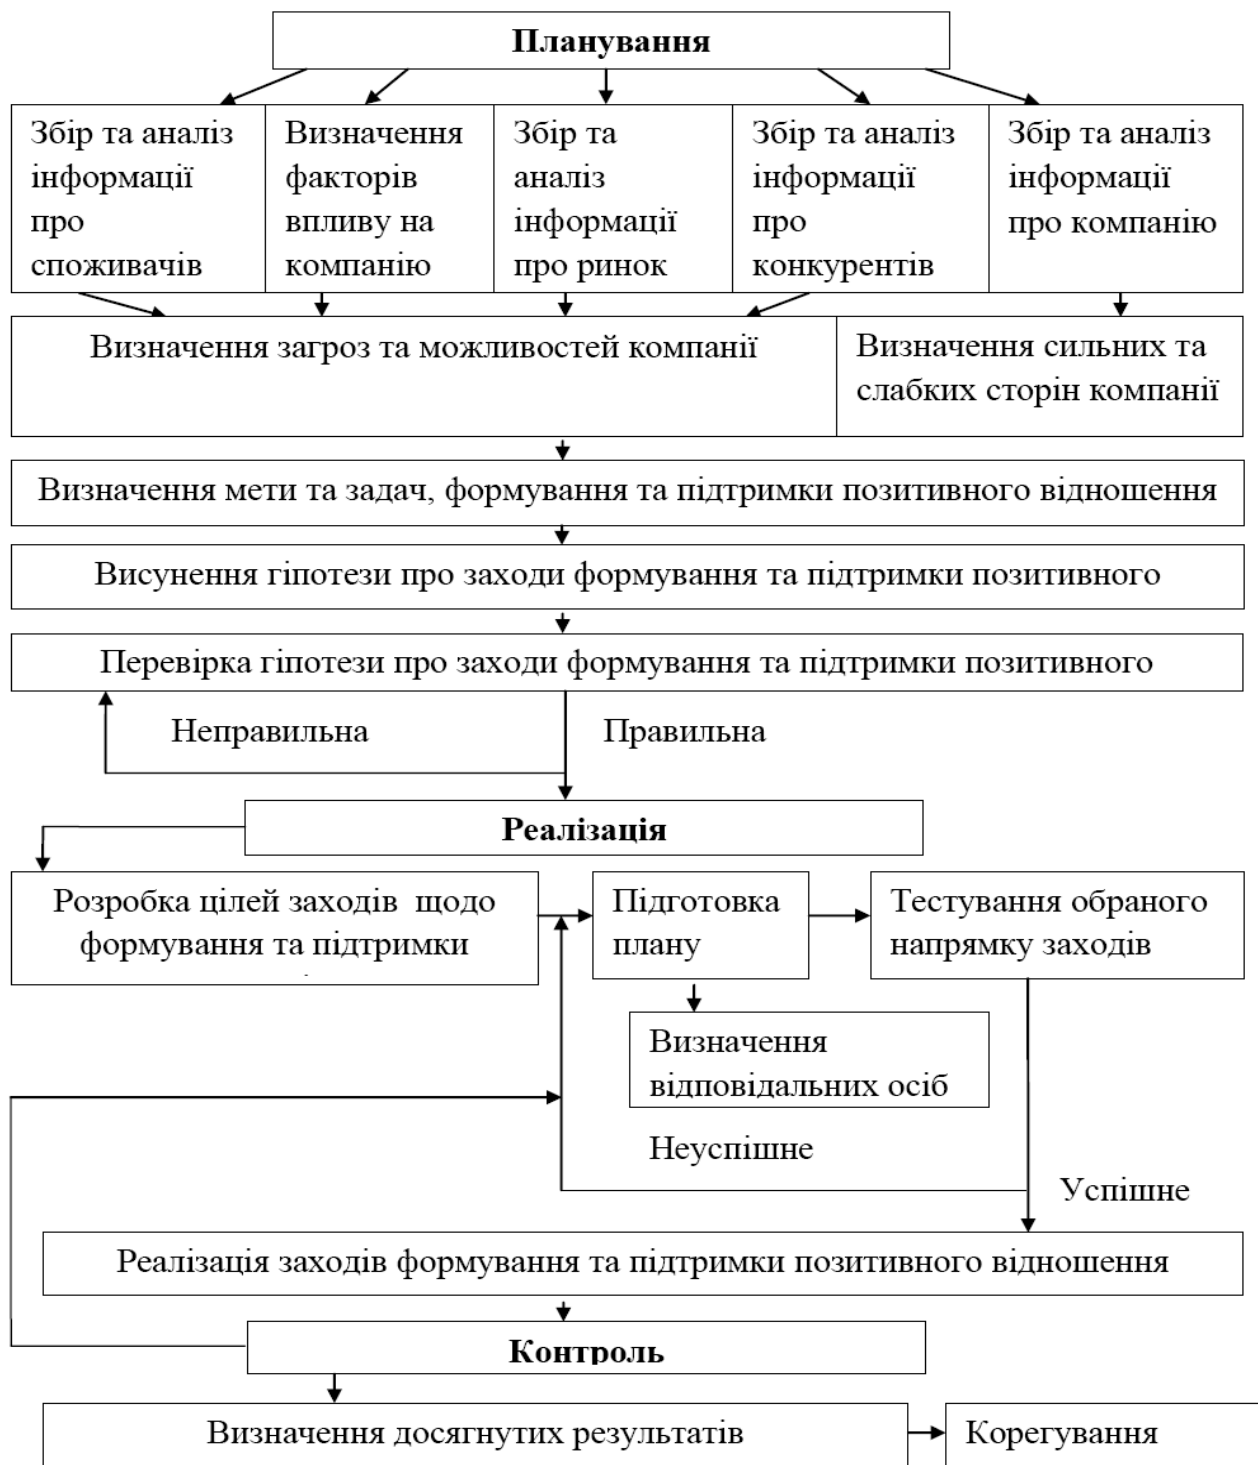 Планування
Збір та аналіз
інформації
про
споживачів
Визначення
факторів
впливу на
компанію
Збір та
аналіз
інформації
про ринок
Збір та аналіз
інформації
про
конкурентів
Збір та аналіз
інформації
про компанію
Визначення загроз та можливостей компанії
Визначення сильних та
слабких сторін компанії
Визначення мети та задач, формування та підтримки позитивного відношення
Висунення гіпотези про заходи формування та підтримки позитивного
Перевірка гіпотези про заходи формування та підтримки позитивного
Неправильна
Правильна
Реалізація
Розробка цілей заходів щодо
формування та підтримки
Підготовка
плану
Тестування обраного
напрямку заходів
Визначення
відповідальних осіб
Неуспішне
Успішне
Реалізація заходів формування та підтримки позитивного відношення
Контроль
Визначення досягнутих результатів
Корегування